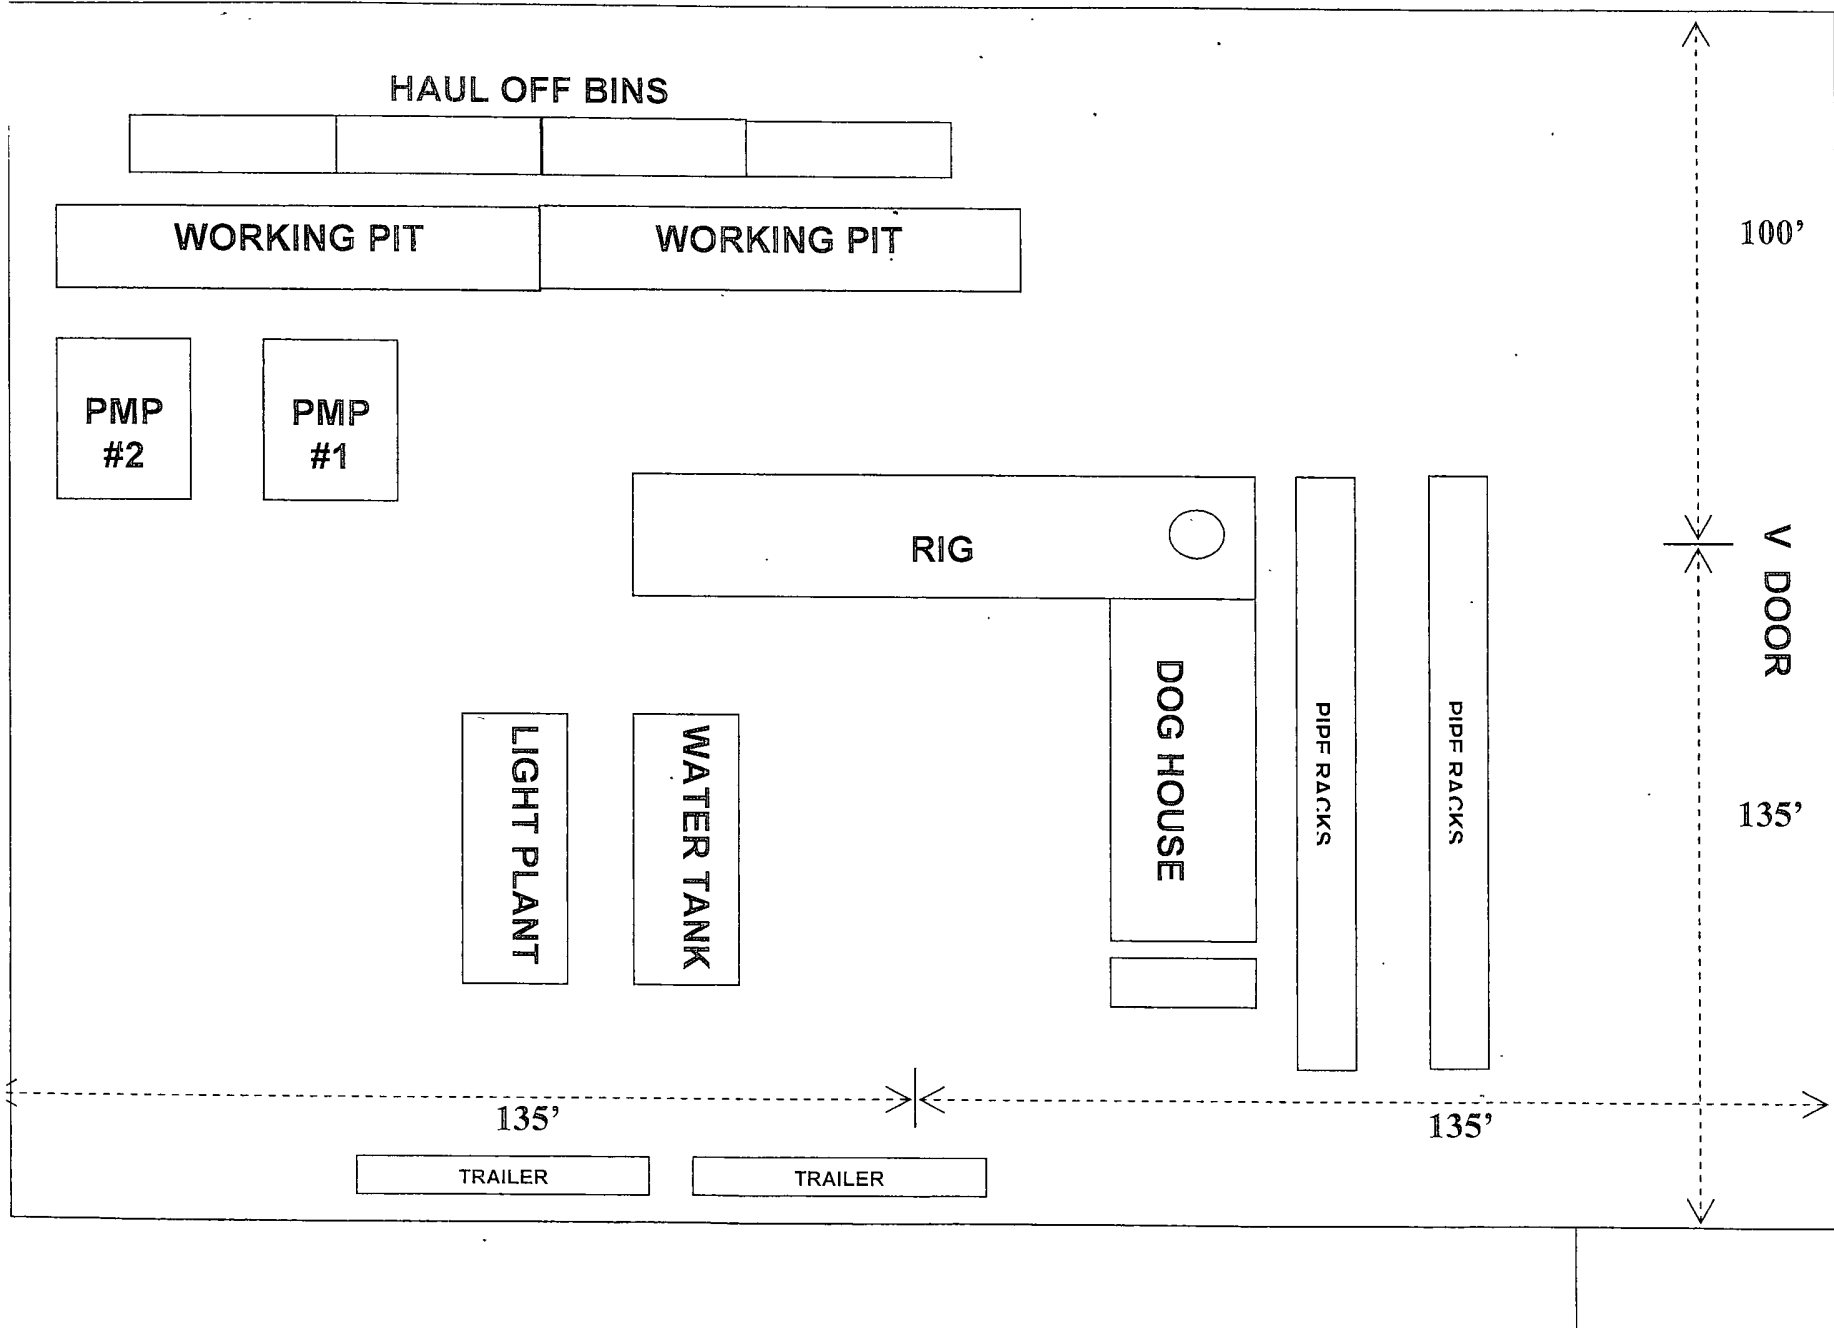 HAUL OFF BINS
WORKING PIT
WORKING PIT
100’
PMP
#2
PMP
#1
RIG
V DOOR
DOG HOUSE
PIPE RACKS
PIPE RACKS
LIGHT PLANT
WATER TANK
135’
135’
135’
TRAILER
TRAILER